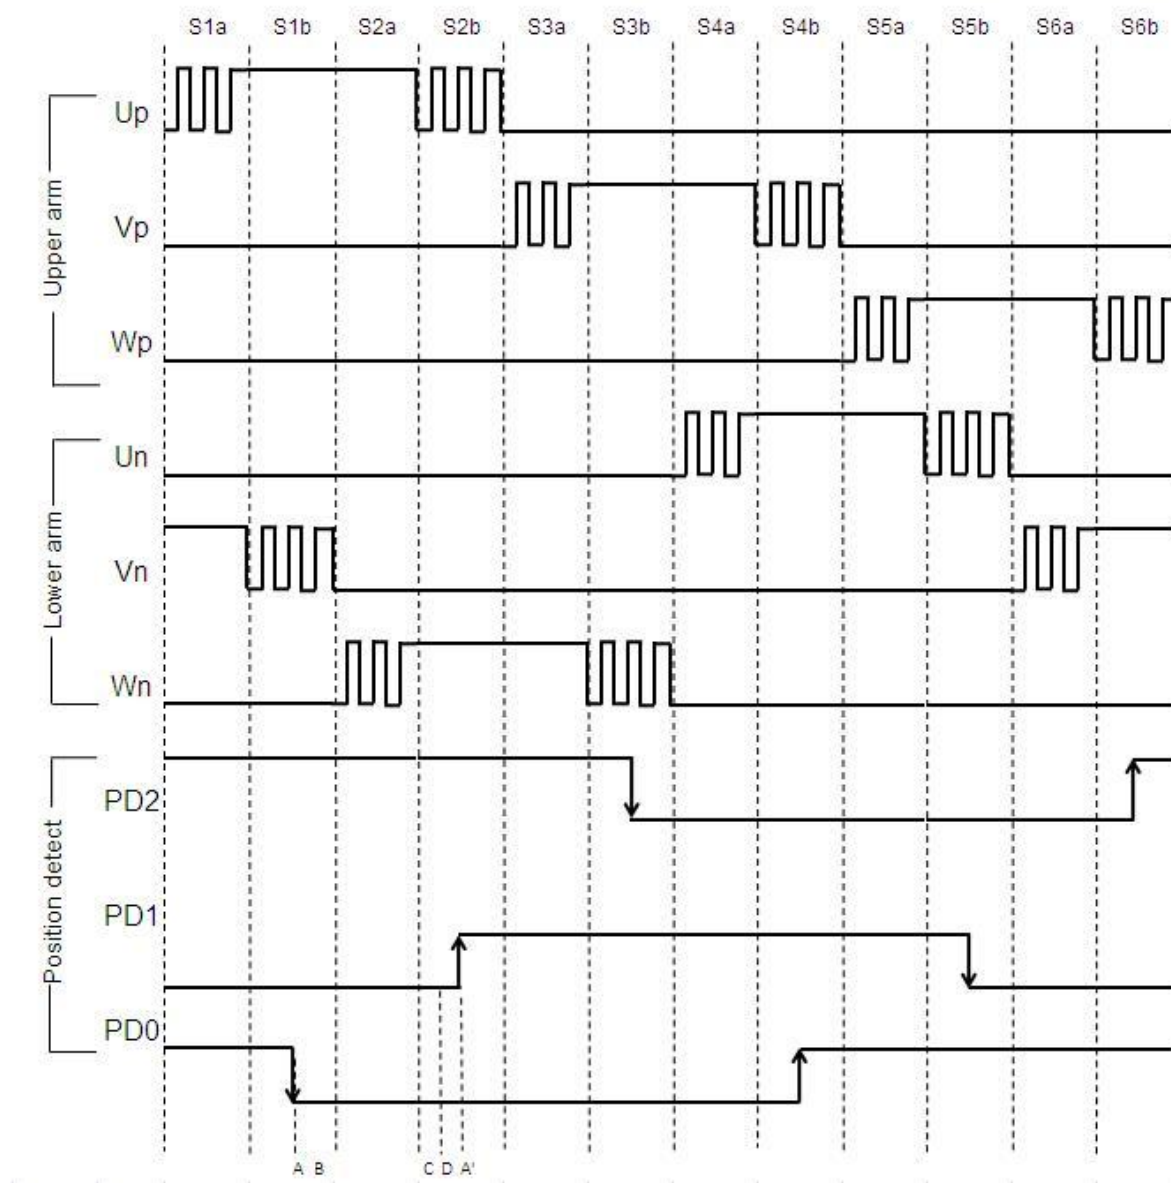 S1a S1b S2a S2b S3a S3b S4a S4b S5a S5b S6a S6b
Upper arm
Up
Vp
Wp
Lower arm
Un
Vn
Wn
Position detect
PD2
PD1
PD0
A B C D A'